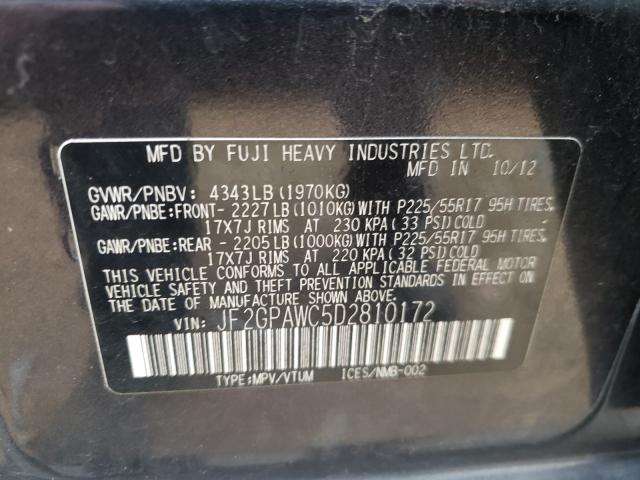 MFD BY FUJI HEAVY INDUSTRIES LTD.
MFD IN 10/12
GVWR/PNBV: 4343LB (1970KG)
GAWR/PNBE:FRONT- 2227LB (1010KG) WITH P225/55R17 95H TIRES,
17X7J RIMS AT 230 KPA (33 PSI) COLD
GAWR/PNBE:REAR - 2205LB (1000KG) WITH P225/55R17 95H TIRES,
17X7J RIMS AT 220 KPA (32 PSI) COLD
THIS VEHICLE CONFORMS TO ALL APPLICABLE FEDERAL MOTOR
VEHICLE SAFETY AND THEFT PREVENTION STANDARDS IN EFFECT
ON THE DATE OF MANUFACTURE SHOWN ABOVE.
VIN: JF2GPAWC5D2810172
TYPE:MPV/VTUM ICES/NMB-002